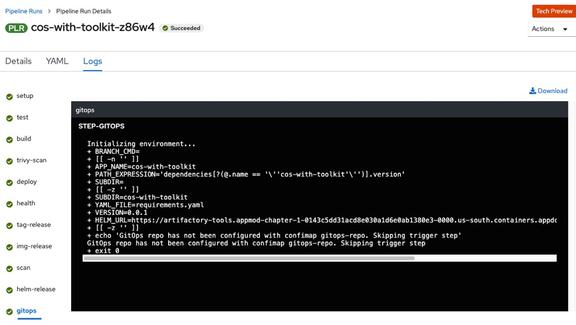 Pipeline Runs > Pipeline Run Details
Tech Preview
PLR cos-with-toolkit-z86w4 Succeeded
Actions
Details YAML Logs
Download
setup
test
build
trivy-scan
deploy
health
tag-release
img-release
scan
helm-release
gitops
gitops
STEP-GITOPS
Initializing environment...
+ BRANCH_CMD=
+ [[ -n '' ]]
+ APP_NAME=cos-with-toolkit
+ PATH_EXPRESSION='dependencies[?(@.name == '\''cos-with-toolkit'\'')].version'
+ SUBDIR=
+ [[ -z '' ]]
+ SUBDIR=cos-with-toolkit
+ YAML_FILE=requirements.yaml
+ VERSION=0.0.1
+ HELM_URL=https://artifactory-tools.appmod-chapter-1-0143c5dd31acd8e030a1d6e0ab1380e3-0000.us-south.containers.appdo
+ [[ -z '' ]]
+ echo 'GitOps repo has not been configured with confimap gitops-repo. Skipping trigger step'
GitOps repo has not been configured with confimap gitops-repo. Skipping trigger step
+ exit 0